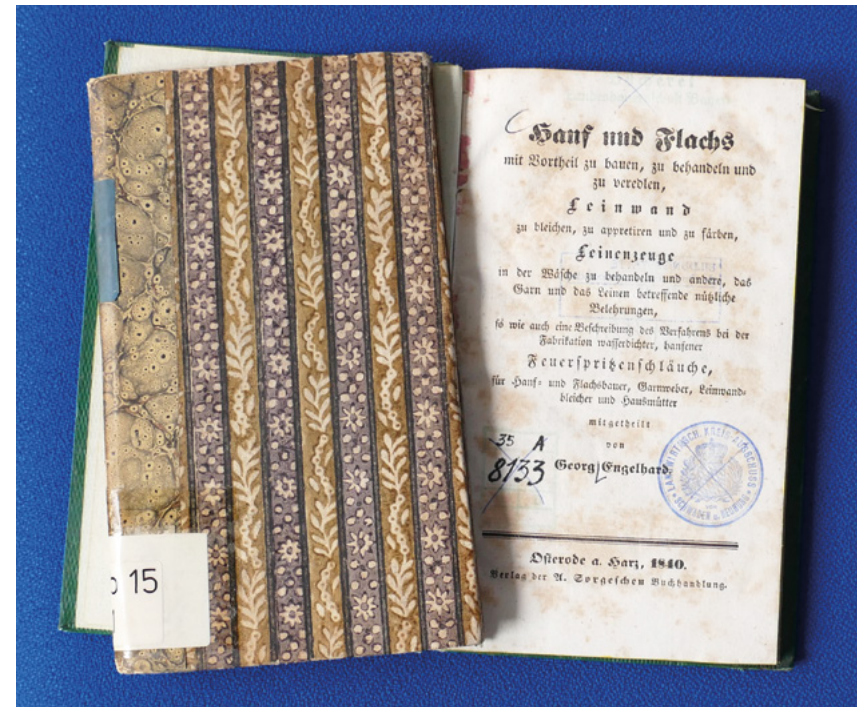 15
Hanf und Flachs
mit Vortheil zu bauen, zu behandeln und
zu veredlen,
Leinwand
zu bleichen, zu appretiren und zu färben,
Leinenzeuge
in der Wäsche zu behandeln und andere, das
Garn und das Leinen betreffende nützliche
Belehrungen,
so wie auch eine Beschreibung des Verfahrens bei der
Fabrikation wasserdichter, hanfener
Feuerspritzenschläuche,
für Hanf- und Flachsbauer, Garnweber, Leinwand-
bleicher und Hausmütter
mitgetheilt
von
35 A
8133
Georg Engelhard
Osterode a. Harz, 1840.
Verlag der A. Sorgeschen Buchhandlung.